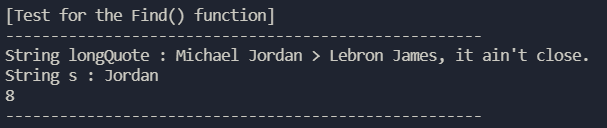 [Test for the Find() function]
-----------------------------------------------------
String longQuote : Michael Jordan > Lebron James, it ain't close.
String s : Jordan
8
-----------------------------------------------------